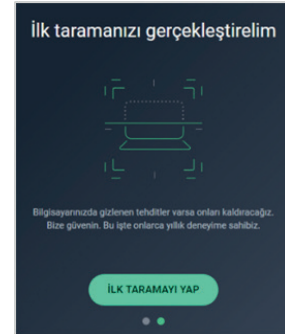 İlk taramanızı gerçekleştirelim
Bilgisayarınızda gizlenen tehditler varsa onları kaldıracağız.
Bize güvenin. Bu işte onlarca yıllık deneyime sahibiz.
İLK TARAMAYI YAP